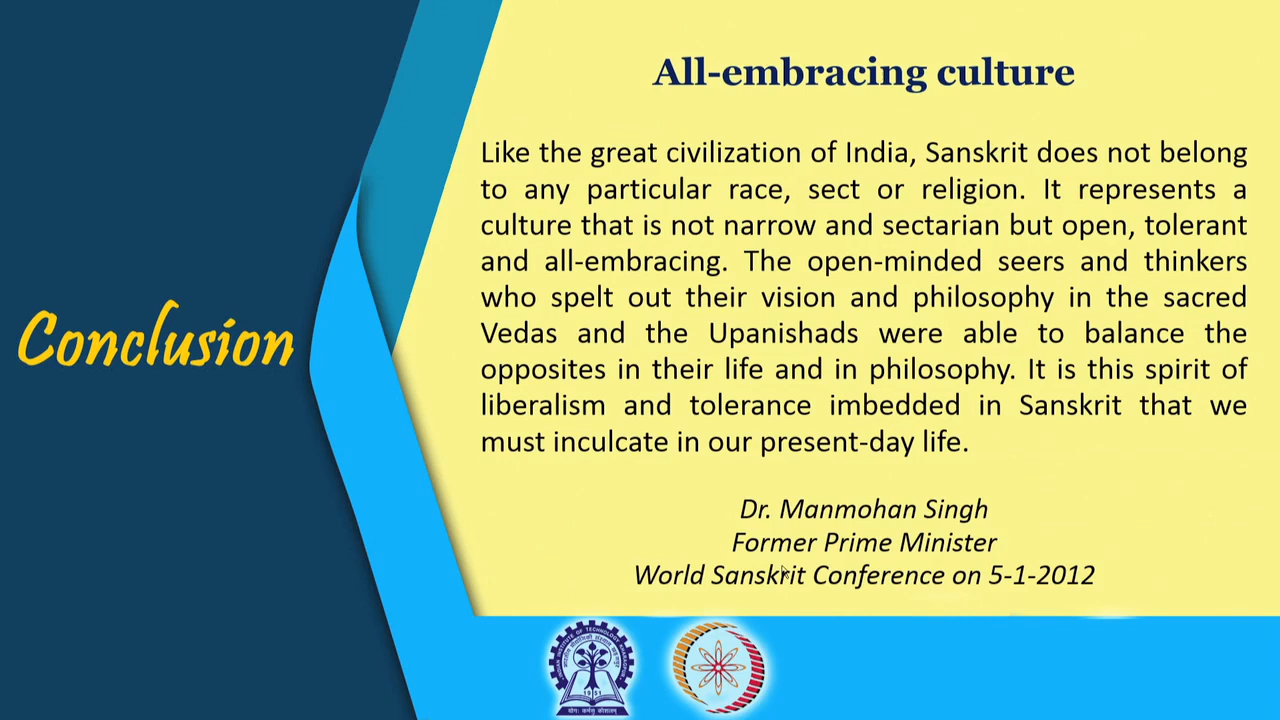 All-embracing culture
Like the great civilization of India, Sanskrit does not belong
to any particular race, sect or religion. It represents a
culture that is not narrow and sectarian but open, tolerant
and all-embracing. The open-minded seers and thinkers
who spelt out their vision and philosophy in the sacred
Vedas and the Upanishads were able to balance the
opposites in their life and in philosophy. It is this spirit of
liberalism and tolerance imbedded in Sanskrit that we
must inculcate in our present-day life.
Conclusion
Dr. Manmohan Singh
Former Prime Minister
World Sanskrit Conference on 5-1-2012
योगः कर्मसु कौशलम्